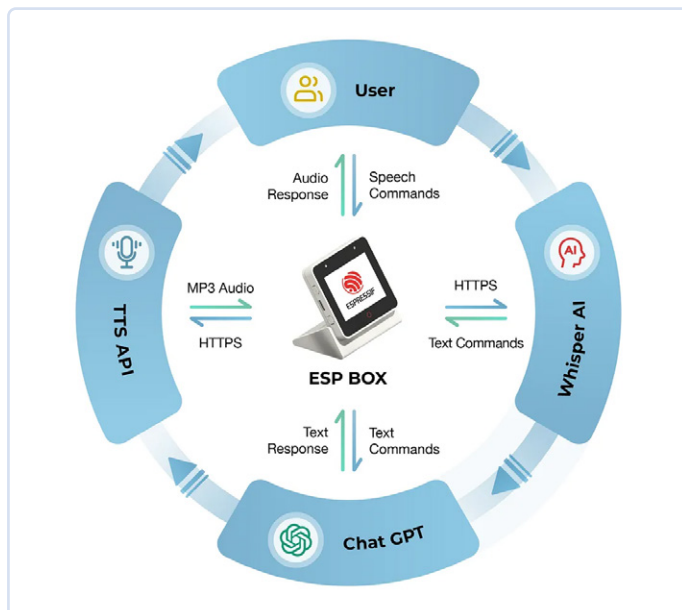 User
Audio
Response
Speech
Commands
AI
MP3 Audio
HTTPS
ESPRESSIF
HTTPS
Text Commands
TTS API
Whisper AI
ESP BOX
Text
Response
Text
Commands
Chat GPT